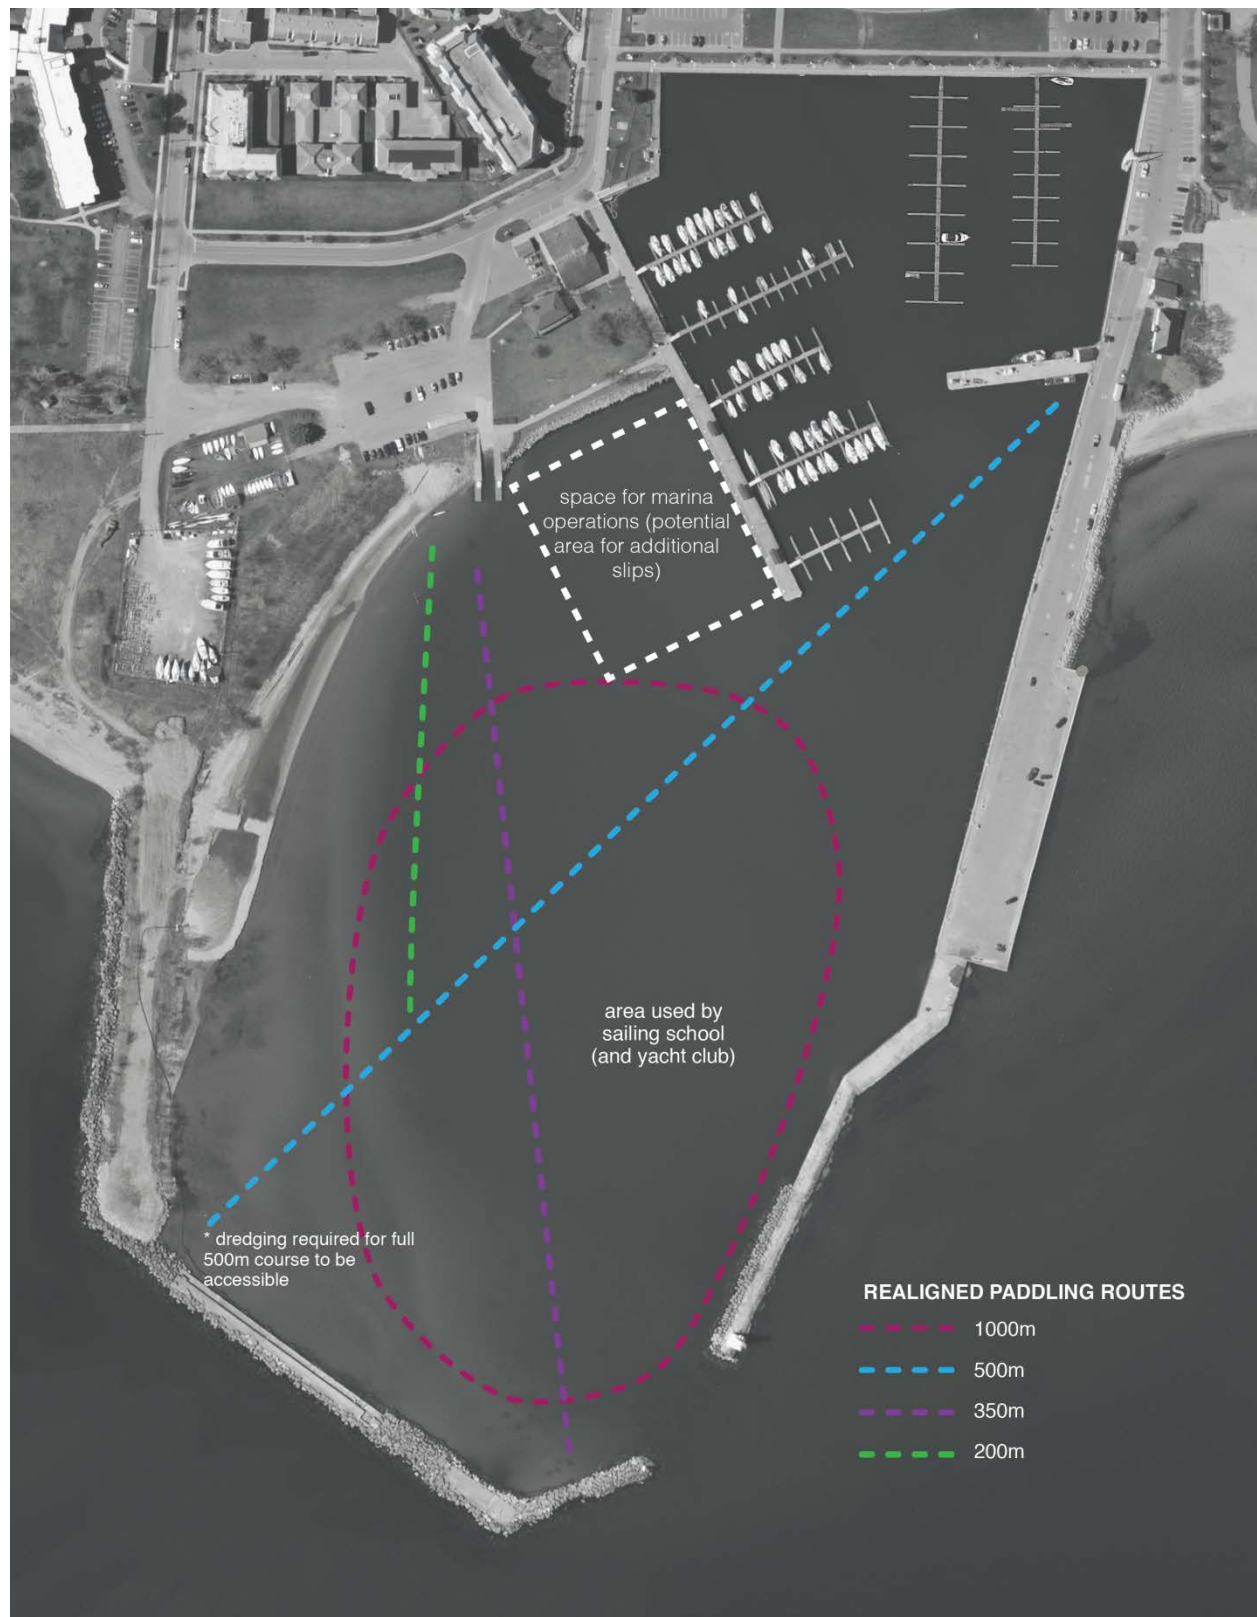 space for marina
operations (potential
area for additional
slips)
area used by
sailing school
(and yacht club)
* dredging required for full
500m course to be
accessible
REALIGNED PADDLING ROUTES
1000m
500m
350m
200m